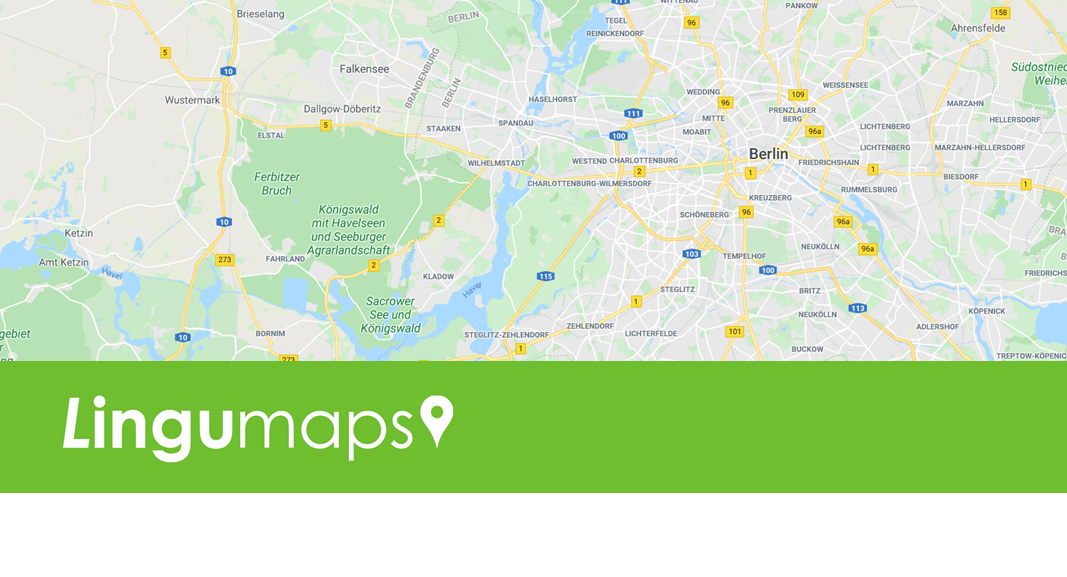 WITTENAU
PANKOW
111
158
Brieselang
BERLIN
TEGEL
96
REINICKENDORF
Ahrensfelde
5
10
Falkensee
BRANDENBURG
BERLIN
WEISSENSEE
Wustermark
HASELHORST
WEDDING
109
96
MARZAHN
Dallgow-Döberitz
111
MITTE
PRENZLAUER
BERG
HELLERSDORF
5
STAAKEN
SPANDAU
100
MOABIT
96a
LICHTENBERG
ELSTAL
LICHTENBERG
MARZAHN-HELLERSDORF
WILHELMSTADT
WESTEND
CHARLOTTENBURG
Berlin
FRIEDRICHSHAIN
2
1
1
BIESDORF
1
Ferbitzer
Bruch
CHARLOTTENBURG-WILMERSDORF
RUMMELSBURG
KREUZBERG
Königswald
mit Havelseen
und Seeburger
Agrarlandschaft
SCHÖNEBERG
96
10
2
96a
Ketzin
NEUKÖLLN
96a
273
FAHRLAND
2
103
TEMPELHOF
Amt Ketzin
Havel
KLADOW
115
100
Havel
STEGLITZ
BRITZ
Sacrower
See und
Königswald
1
113
NEUKÖLLN
KÖPENICK
ZEHLENDORF
ADLERSHOF
BORNIM
10
STEGLITZ-ZEHLENDORF
LICHTERFELDE
101
1
BUCKOW
273
TREPTOW-KÖPENIC
Lingumaps